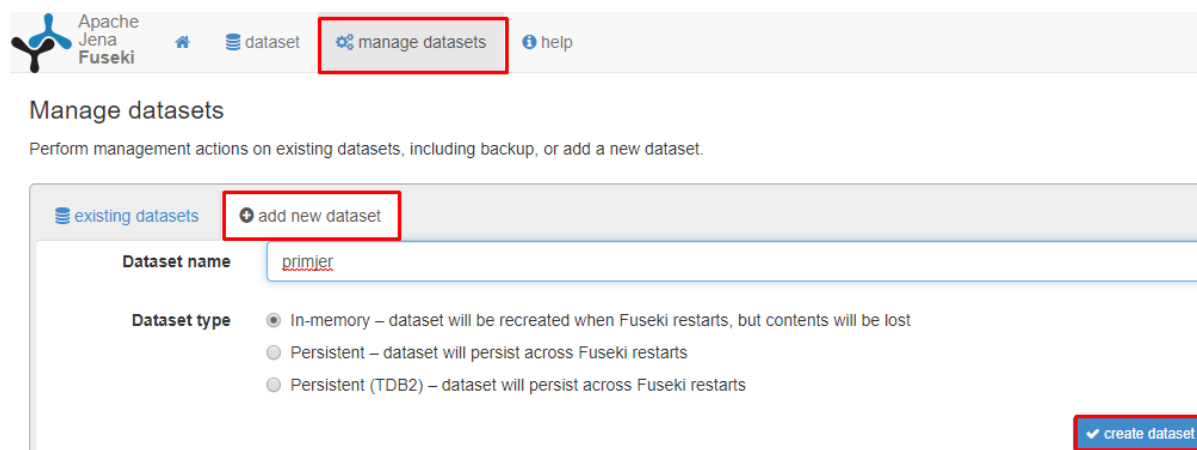 Apache
Jena
Fuseki
dataset
manage datasets
help
Manage datasets
Perform management actions on existing datasets, including backup, or add a new dataset.
existing datasets
add new dataset
Dataset name
primjer
Dataset type
In-memory – dataset will be recreated when Fuseki restarts, but contents will be lost
Persistent – dataset will persist across Fuseki restarts
Persistent (TDB2) – dataset will persist across Fuseki restarts
create dataset